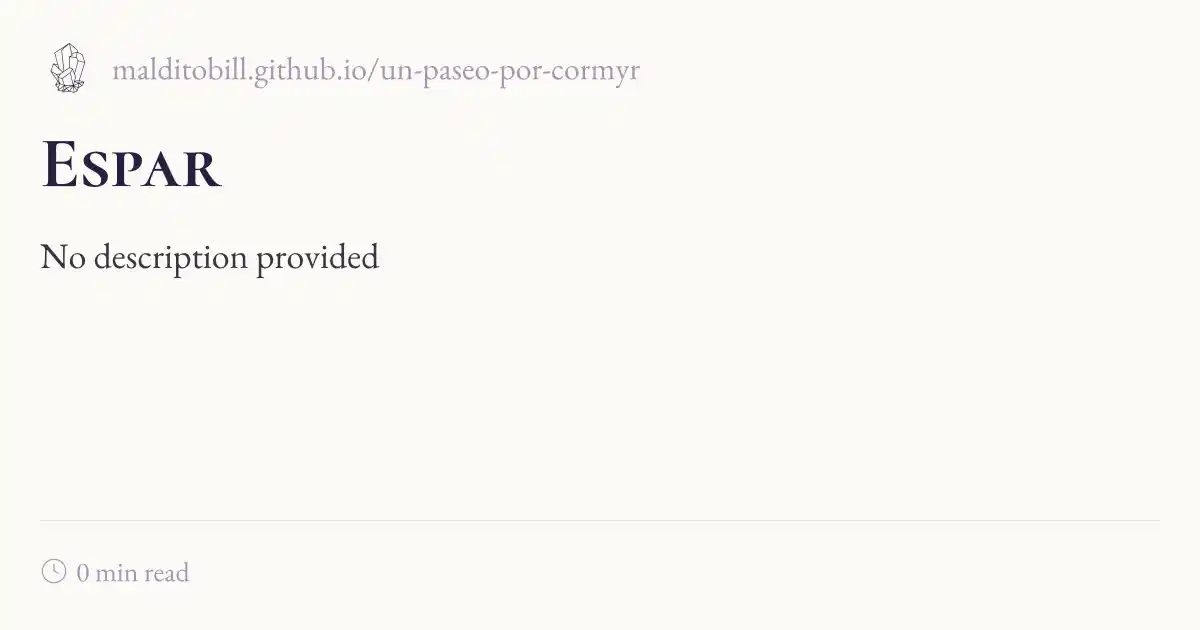 malditobill.github.io/un-paseo-por-cormyr
Espar
No description provided
0 min read